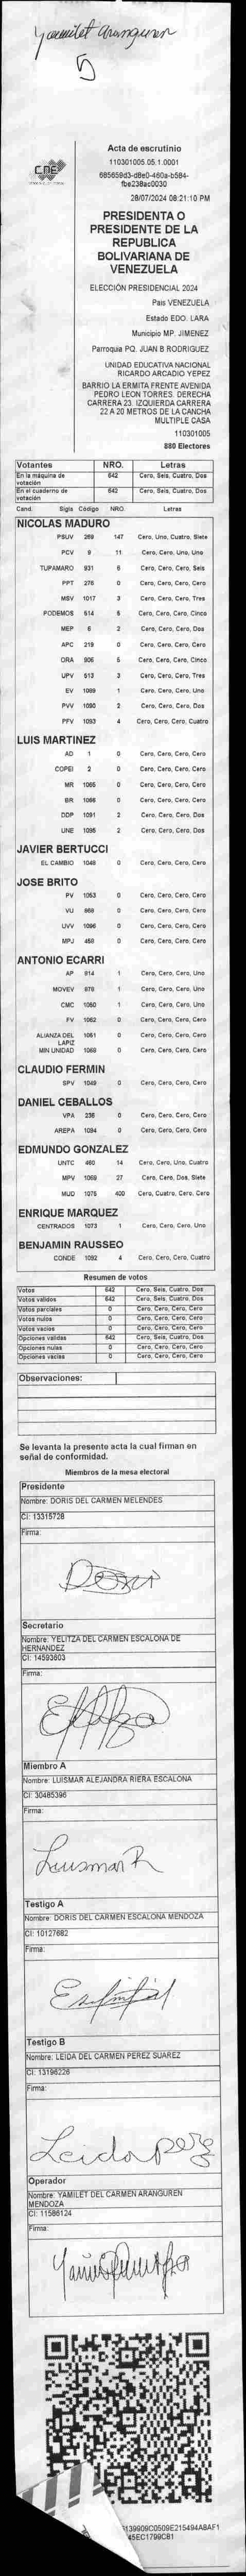 Yamilet Aranguren
5
Acta de escrutinio
110301005.05.1.0001
CNE
28/07/2024 08:21:10 PM
PRESIDENTA O
PRESIDENTE DE LA
REPUBLICA
BOLIVARIANA DE
VENEZUELA
ELECCIÓN PRESIDENCIAL 2024
Pais VENEZUELA
Estado EDO. LARA
Municipio MP. JIMENEZ
Parroquia PQ. JUAN B RODRIGUEZ
UNIDAD EDUCATIVA NACIONAL
RICARDO ARCADIO YEPEZ
BARRIO LA ERMITA FRENTE AVENIDA
PEDRO LEON TORRES. DERECHA
CARRERA 23. IZQUIERDA CARRERA
22 A 20 METROS DE LA CANCHA
MULTIPLE CASA
110301005
880 Electores
Votantes NRO. Letras
En la máquina de votación 642 Cero, Seis, Cuatro, Dos
En el cuaderno de votación 642 Cero, Seis, Cuatro, Dos
Cand. Sigla Código NRO. Letras
NICOLAS MADURO
PSUV 269 147 Cero, Uno, Cuatro, Siete
PCV 9 11 Cero, Cero, Uno, Uno
TUPAMARO 931 6 Cero, Cero, Cero, Seis
PPT 276 0 Cero, Cero, Cero, Cero
MSV 1017 3 Cero, Cero, Cero, Tres
PODEMOS 514 5 Cero, Cero, Cero, Cinco
MEP 6 2 Cero, Cero, Cero, Dos
APC 219 0 Cero, Cero, Cero, Cero
ORA 906 5 Cero, Cero, Cero, Cinco
UPV 513 3 Cero, Cero, Cero, Tres
EV 1089 1 Cero, Cero, Cero, Uno
PVV 1090 2 Cero, Cero, Cero, Dos
PFV 1093 4 Cero, Cero, Cero, Cuatro
LUIS MARTINEZ
AD 1 0 Cero, Cero, Cero, Cero
COPEI 2 0 Cero, Cero, Cero, Cero
MR 1065 0 Cero, Cero, Cero, Cero
BR 1066 0 Cero, Cero, Cero, Cero
DDP 1091 2 Cero, Cero, Cero, Dos
UNE 1095 2 Cero, Cero, Cero, Dos
JAVIER BERTUCCI
EL CAMBIO 1048 0 Cero, Cero, Cero, Cero
JOSE BRITO
PV 1053 0 Cero, Cero, Cero, Cero
VU 869 0 Cero, Cero, Cero, Cero
UVV 1096 0 Cero, Cero, Cero, Cero
MPJ 458 0 Cero, Cero, Cero, Cero
ANTONIO ECARRI
AP 914 1 Cero, Cero, Cero, Uno
MOVEV 878 1 Cero, Cero, Cero, Uno
CMC 1050 1 Cero, Cero, Cero, Uno
FV 1062 0 Cero, Cero, Cero, Cero
ALIANZA DEL LAPIZ 1051 0 Cero, Cero, Cero, Cero
MIN UNIDAD 1069 0 Cero, Cero, Cero, Cero
CLAUDIO FERMIN
SPV 1049 0 Cero, Cero, Cero, Cero
DANIEL CEBALLOS
VPA 236 0 Cero, Cero, Cero, Cero
AREPA 1094 0 Cero, Cero, Cero, Cero
EDMUNDO GONZALEZ
UNTC 460 14 Cero, Cero, Uno, Cuatro
MPV 1069 27 Cero, Cero, Dos, Siete
MUD 1075 400 Cero, Cuatro, Cero, Cero
ENRIQUE MARQUEZ
CENTRADOS 1073 1 Cero, Cero, Cero, Uno
BENJAMIN RAUSSEO
CONDE 1092 4 Cero, Cero, Cero, Cuatro
Resumen de votos
Votos 642 Cero, Seis, Cuatro, Dos
Votos validos 642 Cero, Seis, Cuatro, Dos
Votos parciales 0 Cero, Cero, Cero, Cero
Votos nulos 0 Cero, Cero, Cero, Cero
Votos vacios 0 Cero, Cero, Cero, Cero
Opciones validas 642 Cero, Seis, Cuatro, Dos
Opciones nulas 0 Cero, Cero, Cero, Cero
Opciones vacias 0 Cero, Cero, Cero, Cero
Observaciones:
Se levanta la presente acta la cual firman en
señal de conformidad.
Miembros de la mesa electoral
Presidente
Nombre: DORIS DEL CARMEN MELENDES
CI: 13315728
Firma:
Secretario
Nombre: YELITZA DEL CARMEN ESCALONA DE
HERNANDEZ
CI: 14593603
Firma:
Miembro A
Nombre: LUISMAR ALEJANDRA RIERA ESCALONA
CI: 30485396
Firma:
Luismar R
Testigo A
Nombre: DORIS DEL CARMEN ESCALONA MENDOZA
CI: 10127682
Firma:
Testigo B
Nombre: LEIDA DEL CARMEN PEREZ SUAREZ
CI: 13196226
Firma:
Leida perez
Operador
Nombre: YAMILET DEL CARMEN ARANGUREN
MENDOZA
CI: 11586124
Firma: